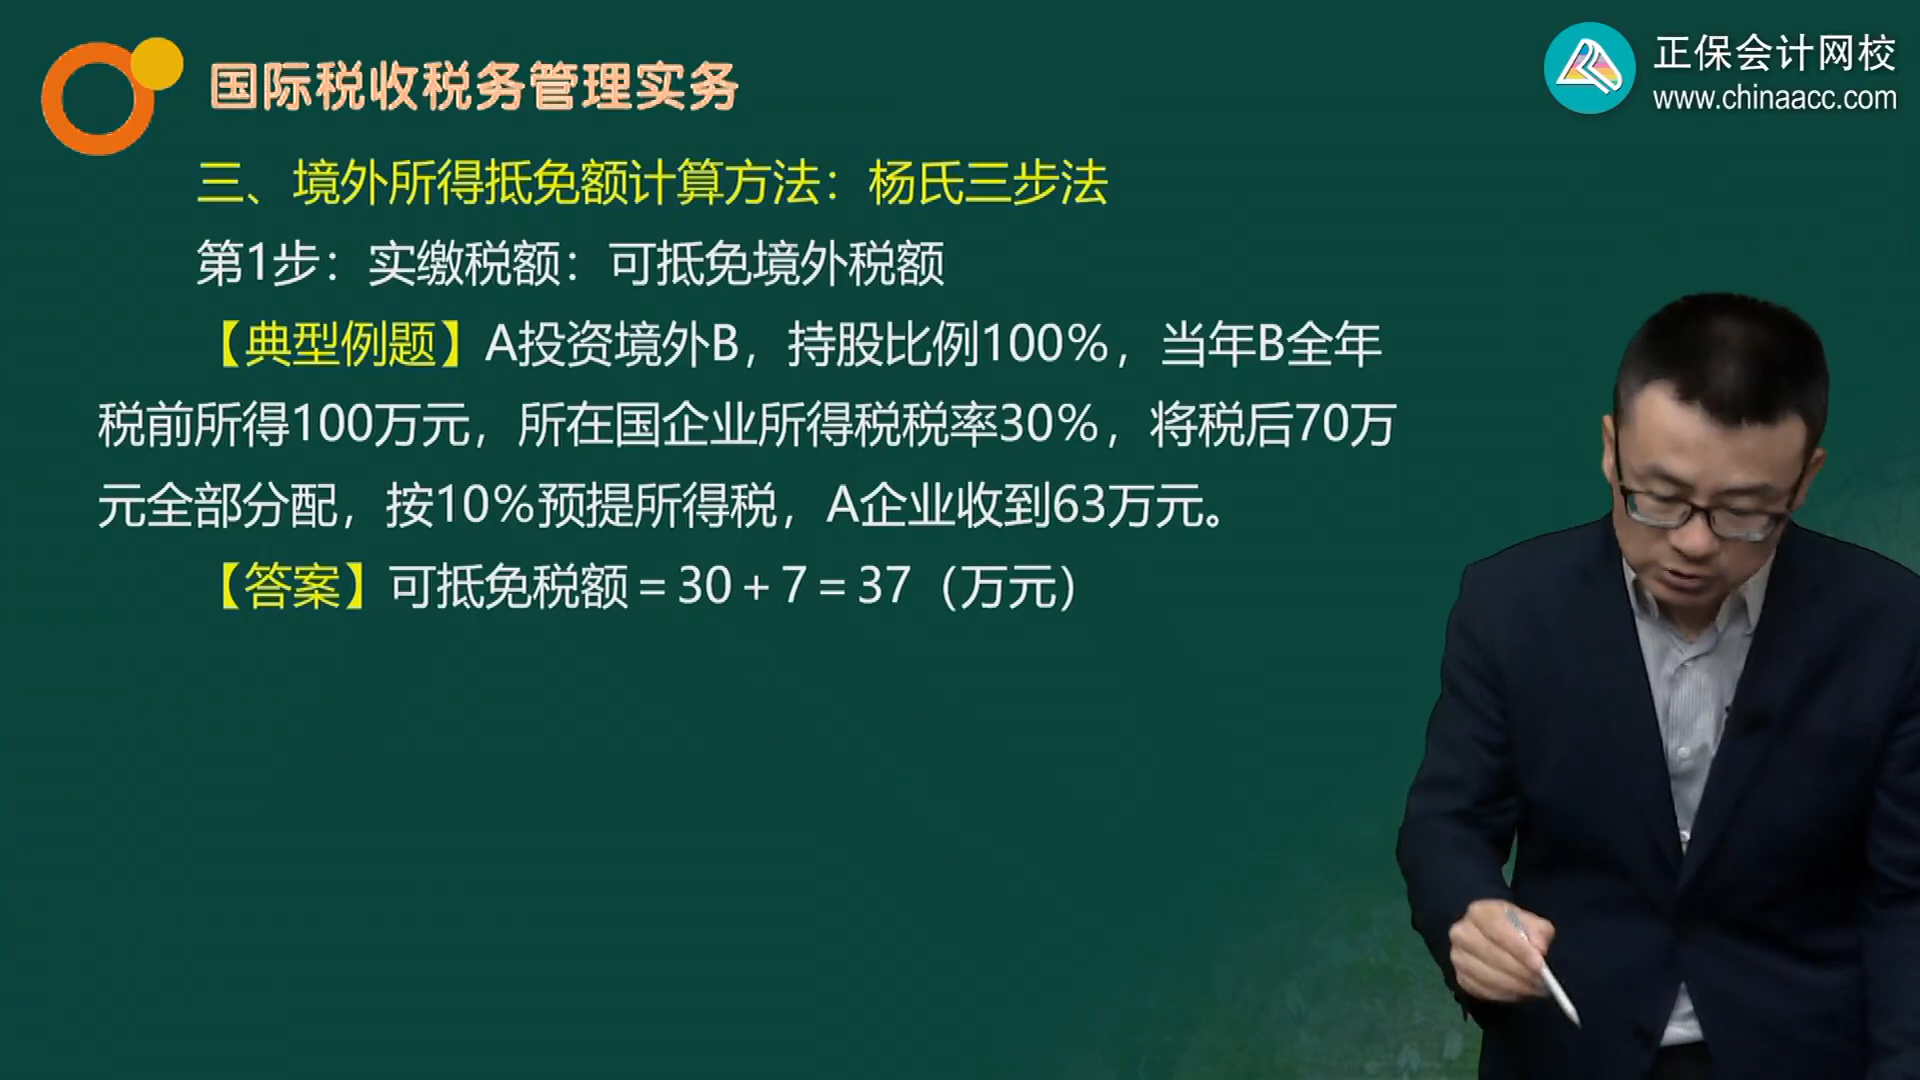 国际税收税务管理实务
正保会计网校
www.chinaacc.com
三、境外所得抵免额计算方法：杨氏三步法
第1步：实缴税额：可抵免境外税额
【典型例题】A投资境外B，持股比例100%，当年B全年
税前所得100万元，所在国企业所得税税率30%，将税后70万
元全部分配，按10%预提所得税，A企业收到63万元。
【答案】可抵免税额＝30＋7＝37（万元）